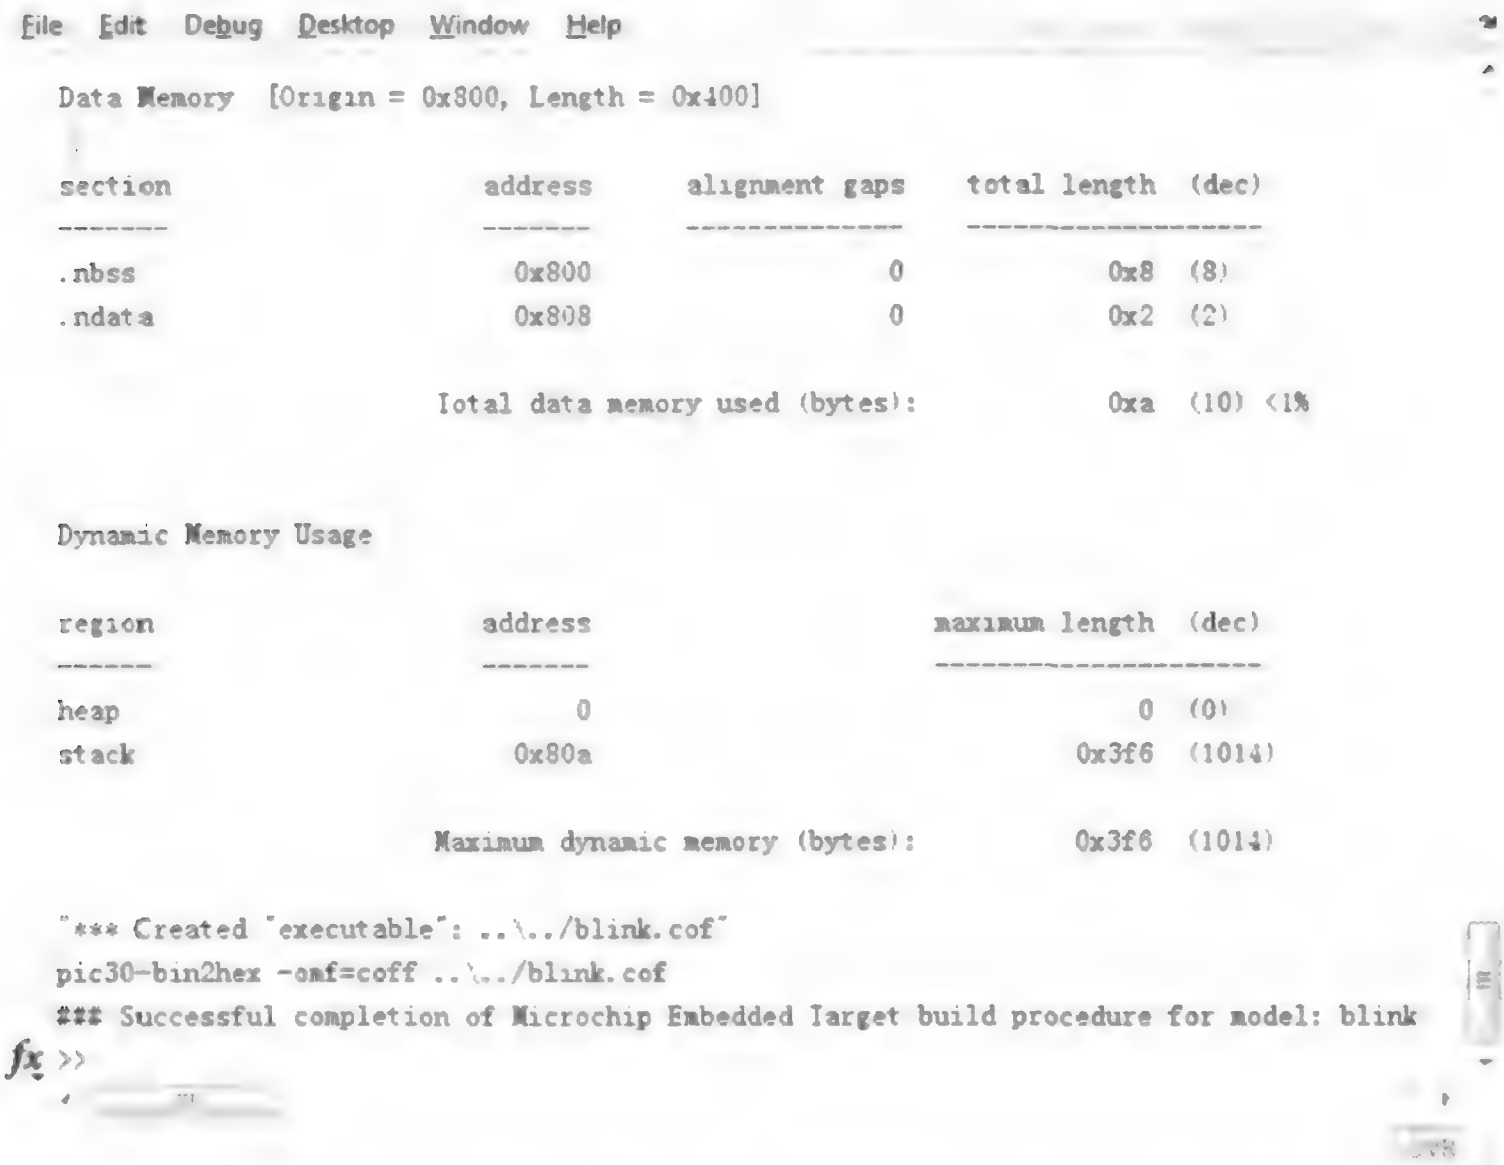 File Edit Debug Desktop Window Help
Data Memory [Origin = 0x800, Length = 0x400]
section address alignment gaps total length (dec)
------- ------- -------------- -------------------
.nbss 0x800 0 0x8 (8)
.ndata 0x808 0 0x2 (2)
Total data memory used (bytes): 0xa (10) <1%
Dynamic Memory Usage
region address maximum length (dec)
------ ------- ---------------------
heap 0 0 (0)
stack 0x80a 0x3f6 (1014)
Maximum dynamic memory (bytes): 0x3f6 (1014)
"*** Created "executable": ..\../blink.cof"
pic30-bin2hex -omf=coff ..\../blink.cof
### Successful completion of Microchip Embedded Target build procedure for model: blink
fx >>